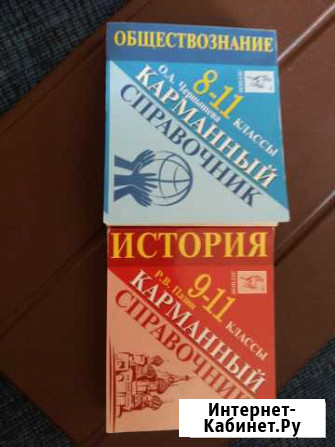 ОБЩЕСТВОЗНАНИЕ
8-11
КЛАССЫ
О.А. Чернышева
КАРМАННЫЙ
СПРАВОЧНИК
ИСТОРИЯ
9-11
КЛАССЫ
Р.В. Пазин
КАРМАННЫЙ
СПРАВОЧНИК
Интернет-
Кабинет.Ру